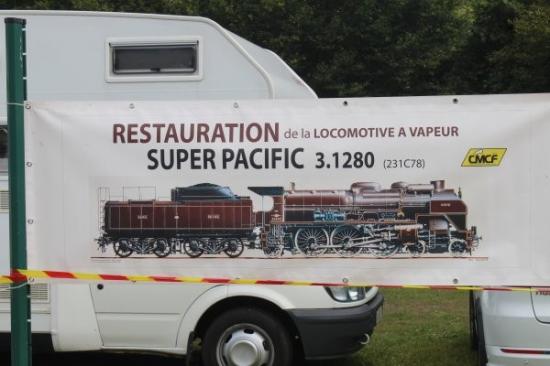 RESTAURATION de la LOCOMOTIVE A VAPEUR
SUPER PACIFIC 3.1280 (231C78)
CMCF